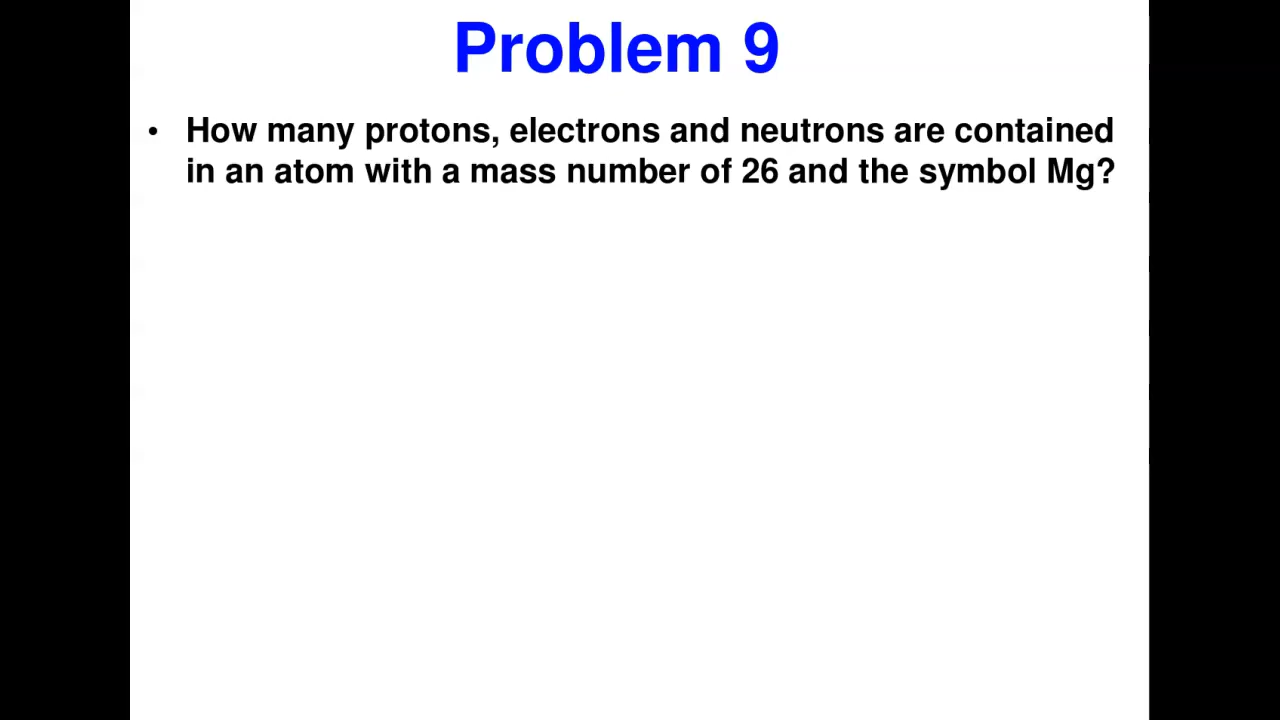 Problem 9
• How many protons, electrons and neutrons are contained
in an atom with a mass number of 26 and the symbol Mg?